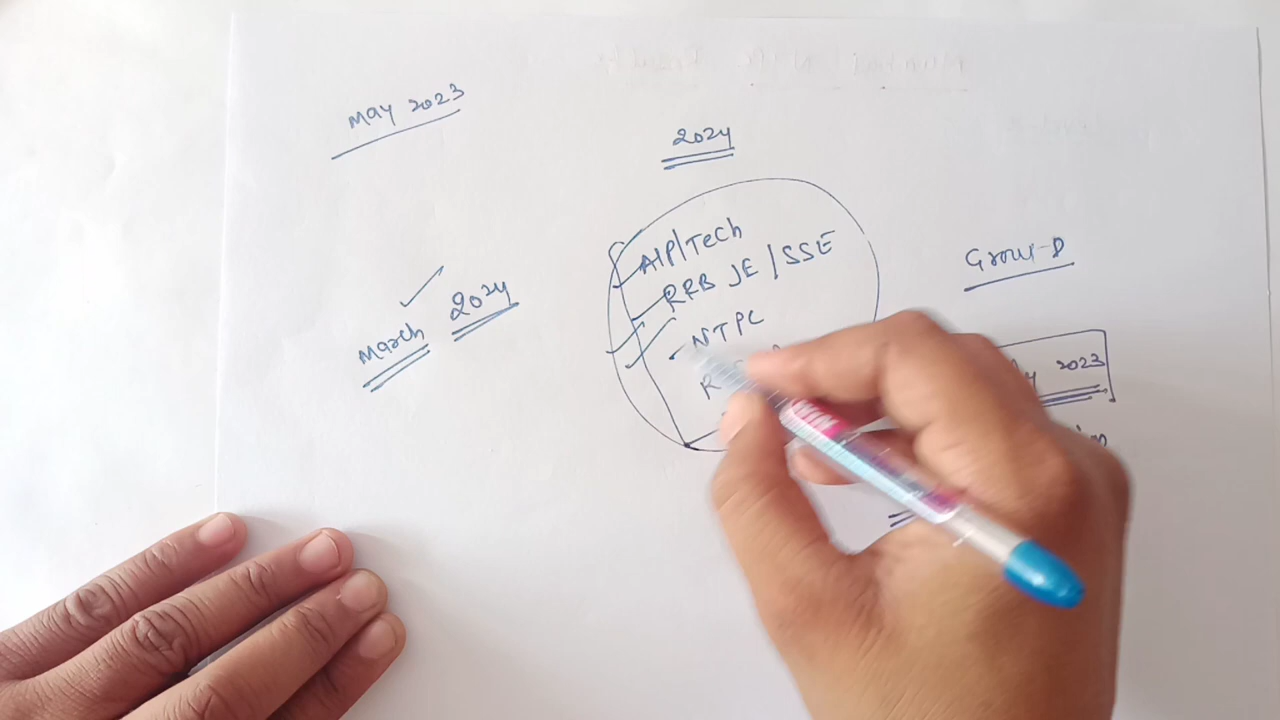 May 2023
2024
ALP/Tech
RRB JE/SSE
NTPC
March 2024
Group-D
2023